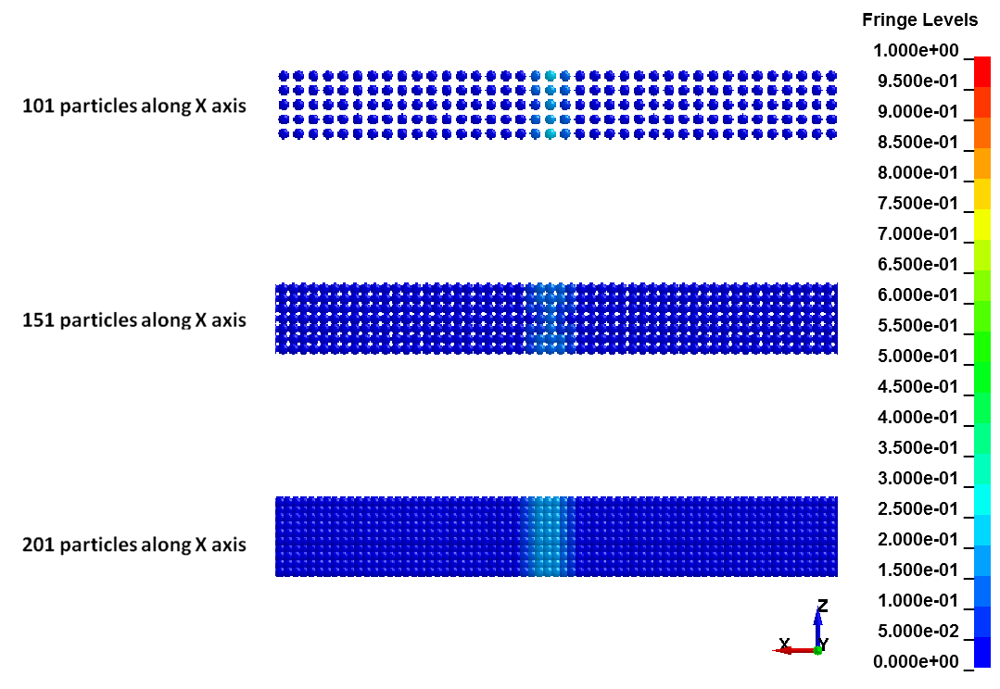 Fringe Levels
1.000e+00
9.500e-01
9.000e-01
8.500e-01
8.000e-01
7.500e-01
7.000e-01
6.500e-01
6.000e-01
5.500e-01
5.000e-01
4.500e-01
4.000e-01
3.500e-01
3.000e-01
2.500e-01
2.000e-01
1.500e-01
1.000e-01
5.000e-02
0.000e+00
101 particles along X axis
151 particles along X axis
201 particles along X axis
Z
X
Y